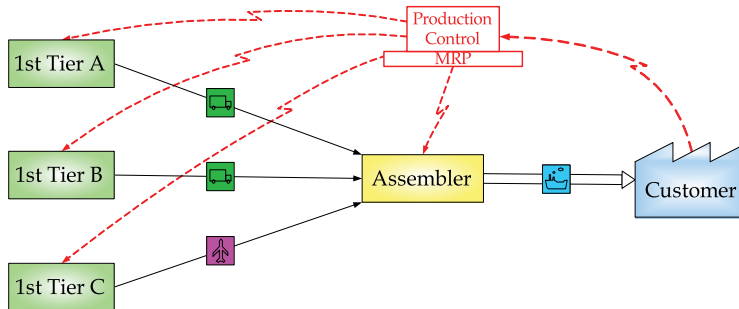 Production
Control
MRP
1st Tier A
1st Tier B
Assembler
Customer
1st Tier C